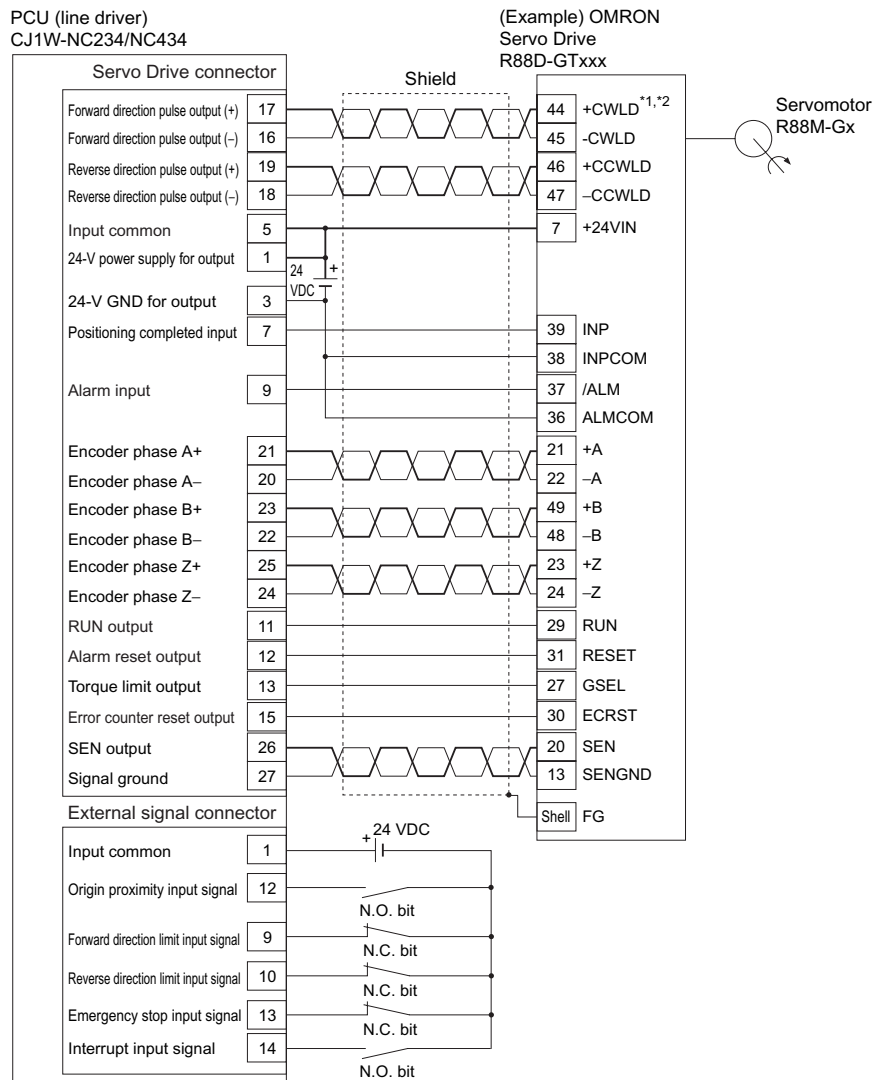 PCU (line driver)
CJ1W-NC234/NC434
(Example) OMRON
Servo Drive
R88D-GTxxx
Servo Drive connector
Shield
Forward direction pulse output (+) 17 44 +CWLD*1,*2
Servomotor
R88M-Gx
Forward direction pulse output (–) 16 45 -CWLD
Reverse direction pulse output (+) 19 46 +CCWLD
Reverse direction pulse output (–) 18 47 –CCWLD
Input common 5 7 +24VIN
24-V power supply for output 1
24 +
VDC
24-V GND for output 3
Positioning completed input 7 39 INP
38 INPCOM
Alarm input 9 37 /ALM
36 ALMCOM
Encoder phase A+ 21 21 +A
Encoder phase A– 20 22 –A
Encoder phase B+ 23 49 +B
Encoder phase B– 22 48 –B
Encoder phase Z+ 25 23 +Z
Encoder phase Z– 24 24 –Z
RUN output 11 29 RUN
Alarm reset output 12 31 RESET
Torque limit output 13 27 GSEL
Error counter reset output 15 30 ECRST
SEN output 26 20 SEN
Signal ground 27 13 SENGND
Shell FG
External signal connector
+ 24 VDC
Input common 1
Origin proximity input signal 12
N.O. bit
Forward direction limit input signal 9
N.C. bit
Reverse direction limit input signal 10
N.C. bit
Emergency stop input signal 13
N.C. bit
Interrupt input signal 14
N.O. bit